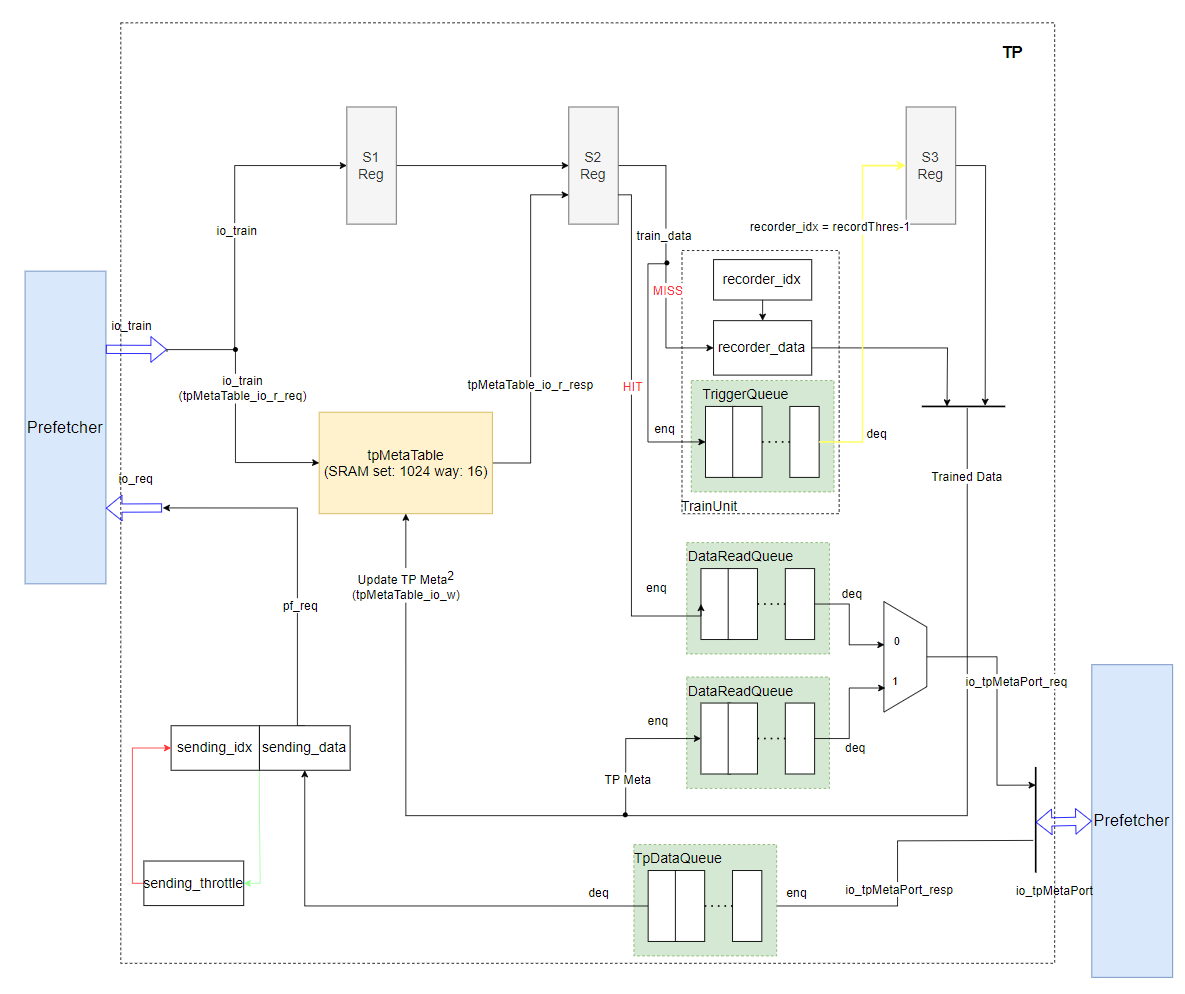 TP
S1
Reg
S2
Reg
S3
Reg
io_train
train_data
recorder_idx = recordThres-1
MISS
recorder_idx
io_train
recorder_data
io_train
(tpMetaTable_io_r_req)
tpMetaTable_io_r_resp
HIT
TriggerQueue
enq
deq
Prefetcher
tpMetaTable
(SRAM set: 1024 way: 16)
Trained Data
io_req
TrainUnit
DataReadQueue
Update TP Meta2
(tpMetaTable_io_w)
enq
deq
pf_req
0
1
io_tpMetaPort_req
DataReadQueue
enq
deq
sending_idx
sending_data
TP Meta
Prefetcher
TpDataQueue
sending_throttle
deq
enq
io_tpMetaPort_resp
io_tpMetaPort